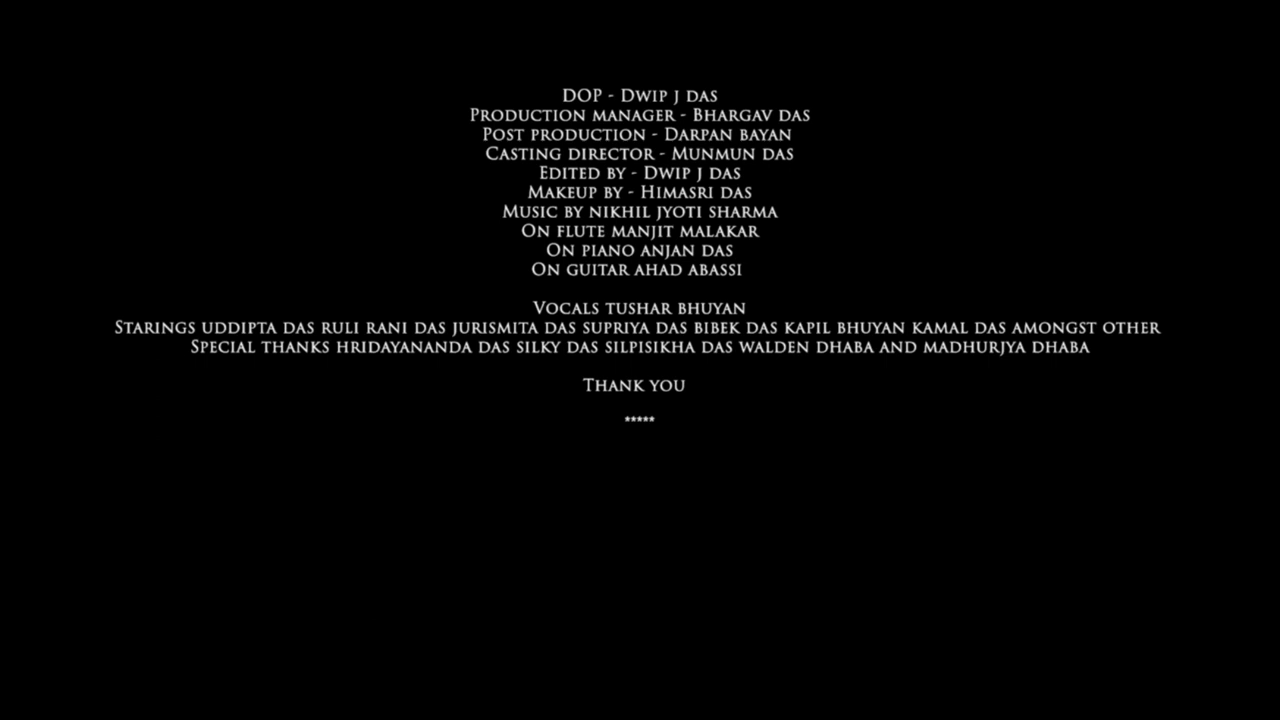 DOP - Dwip j das
Production manager - Bhargav das
Post production - Darpan bayan
Casting director - Munmun das
Edited by - Dwip j das
Makeup by - Himasri das
Music by nikhil jyoti sharma
On flute manjit malakar
On piano anjan das
On guitar ahad abassi
Vocals tushar bhuyan
Starings uddipta das ruli rani das jurismita das supriya das bibek das kapil bhuyan kamal das amongst other
Special thanks hridayananda das silky das silpisikha das walden dhaba and madhurjya dhaba
Thank you
*****